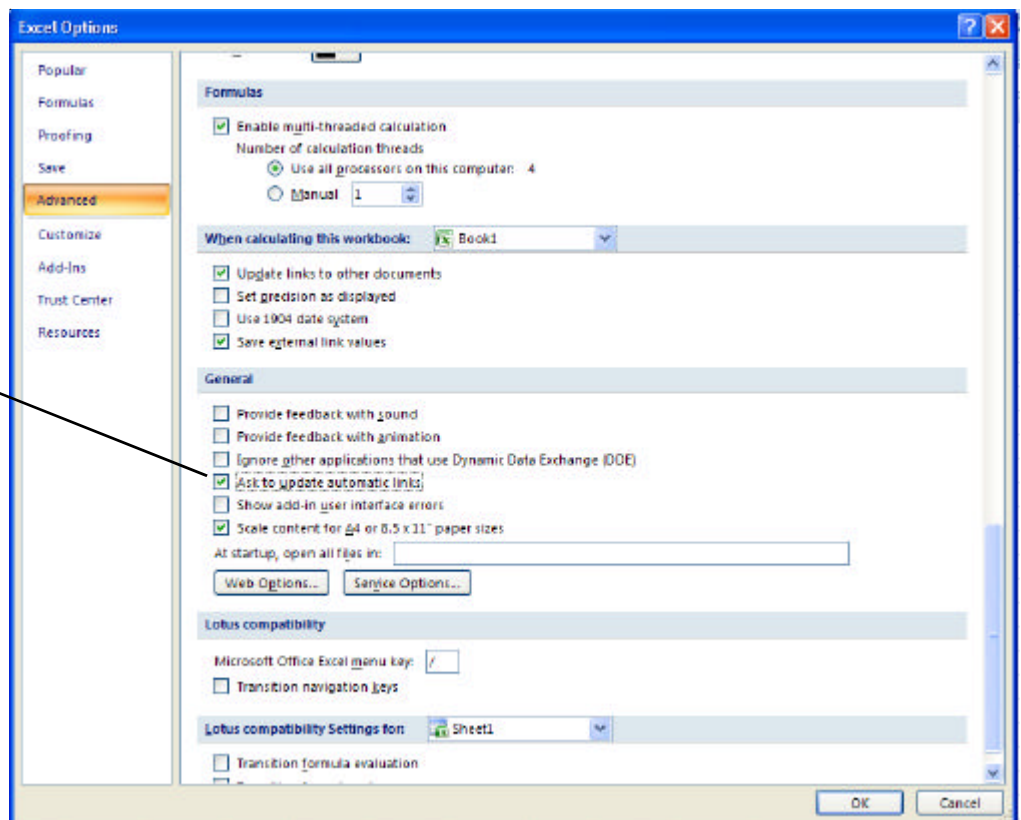 Excel Options
Popular
Formulas
Proofing
Save
Advanced
Customize
Add-Ins
Trust Center
Resources
Formulas
Enable multi-threaded calculation
Number of calculation threads
Use all processors on this computer: 4
Manual 1
When calculating this workbook: Book1
Update links to other documents
Set precision as displayed
Use 1904 date system
Save external link values
General
Provide feedback with sound
Provide feedback with animation
Ignore other applications that use Dynamic Data Exchange (DDE)
Ask to update automatic links
Show add-in user interface errors
Scale content for A4 or 8.5 x 11" paper sizes
At startup, open all files in:
Web Options... Service Options...
Lotus compatibility
Microsoft Office Excel menu key: /
Transition navigation keys
Lotus compatibility Settings for: Sheet1
Transition formula evaluation
OK Cancel